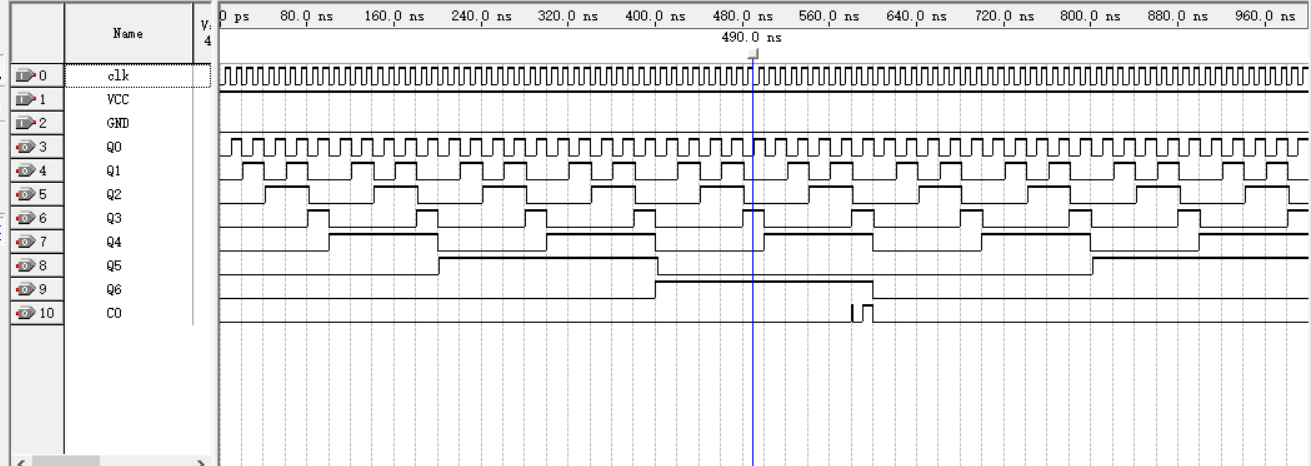 Name
V:
4
0 ps 80.0 ns 160.0 ns 240.0 ns 320.0 ns 400.0 ns 480.0 ns 560.0 ns 640.0 ns 720.0 ns 800.0 ns 880.0 ns 960.0 ns
490.0 ns
0 clk
1 VCC
2 GND
3 Q0
4 Q1
5 Q2
6 Q3
7 Q4
8 Q5
9 Q6
10 CO